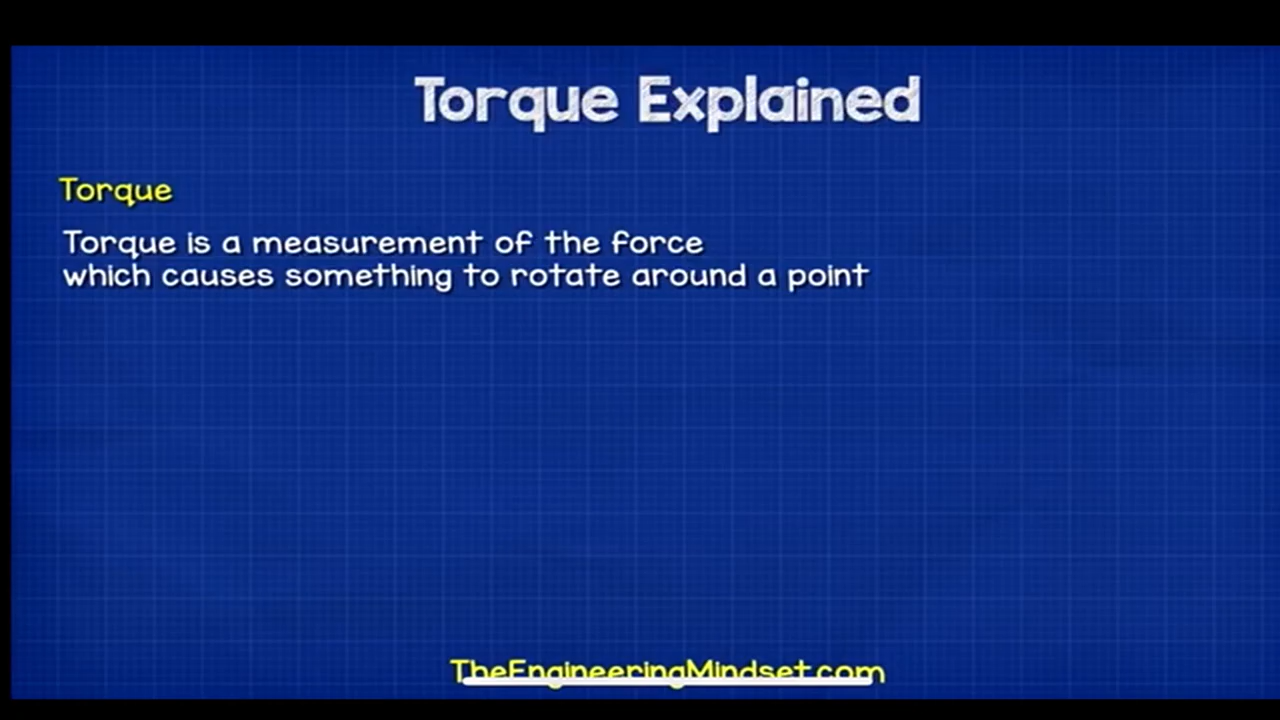 Torque Explained
Torque
Torque is a measurement of the force
which causes something to rotate around a point
TheEngineeringMindset.com